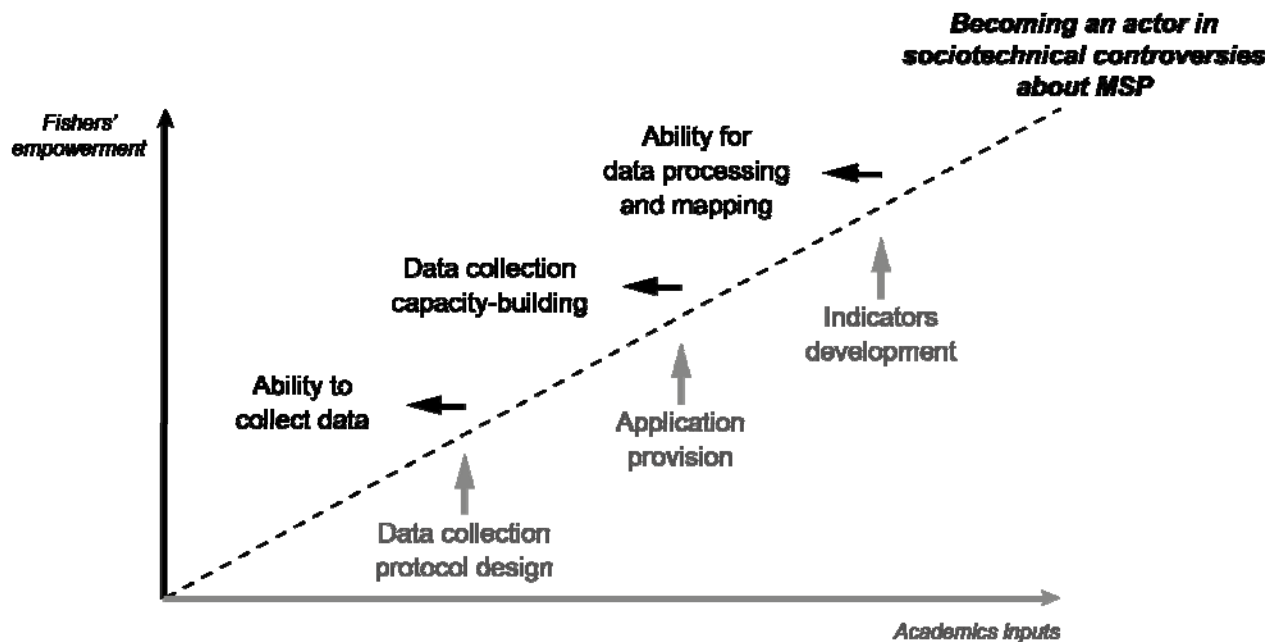 Becoming an actor in
sociotechnical controversies
about MSP
Fishers'
empowerment
Ability for
data processing
and mapping
Data collection
capacity-building
Indicators
development
Ability to
collect data
Application
provision
Data collection
protocol design
Academics inputs